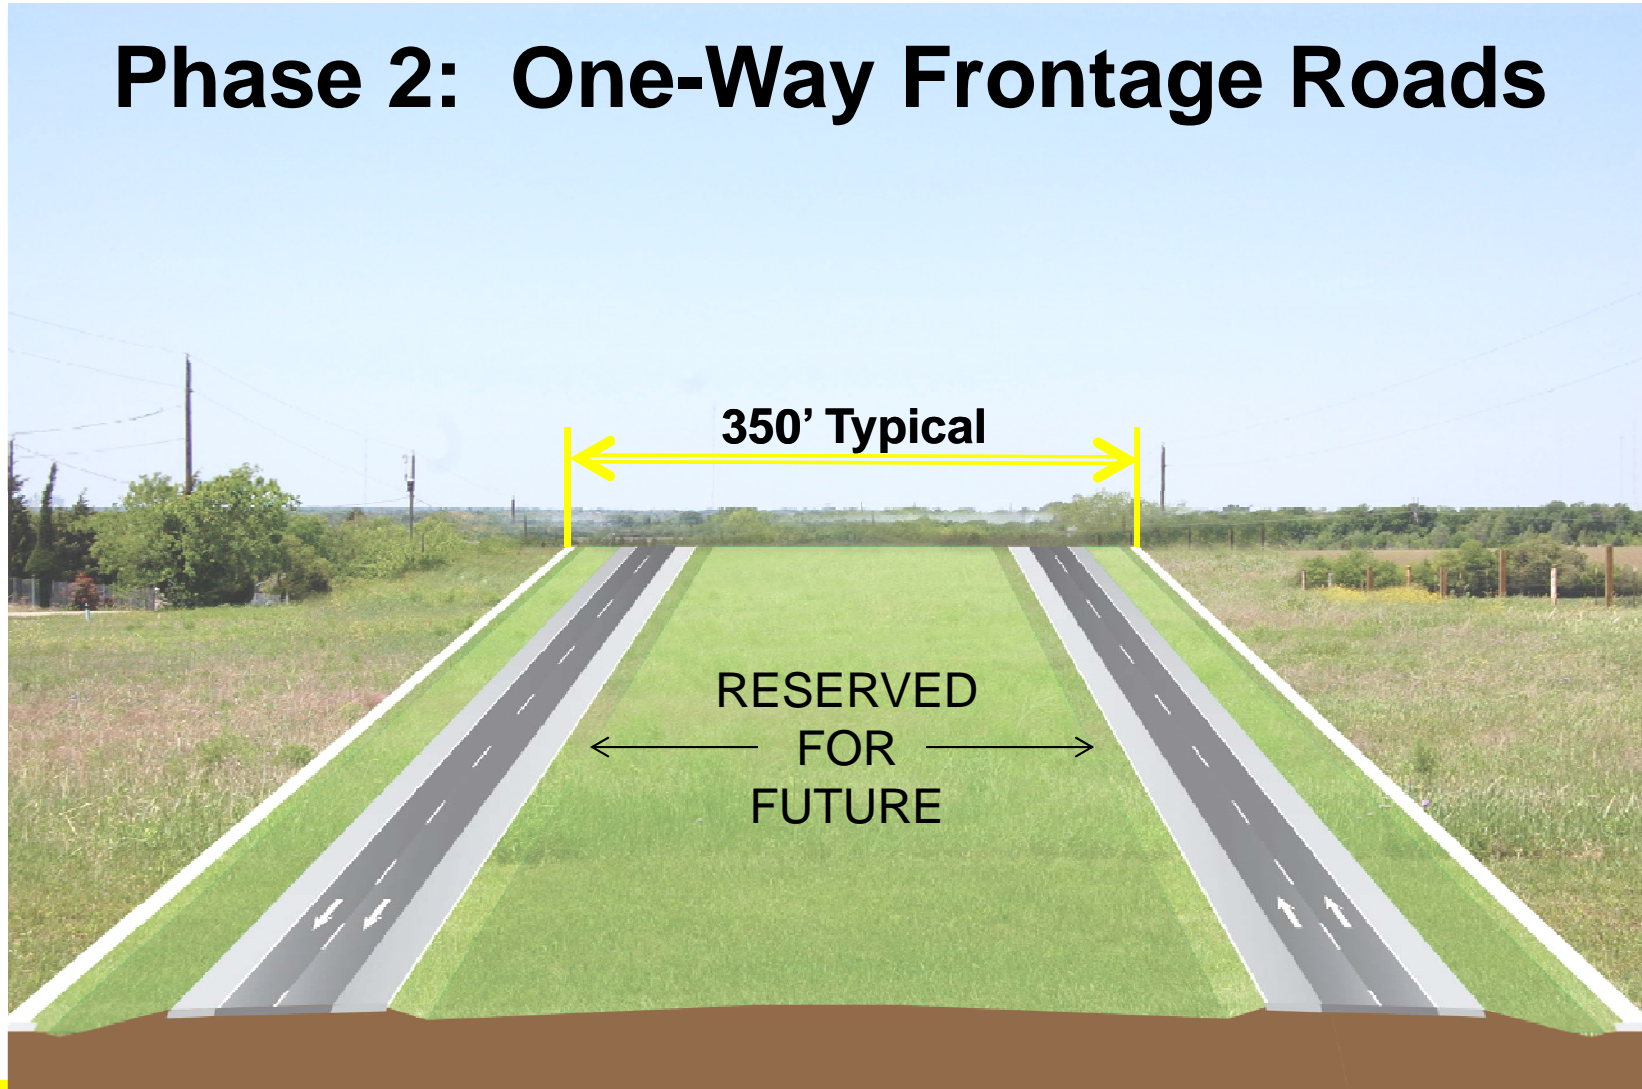 Phase 2:  One-Way Frontage Roads
350’ Typical
RESERVED
FOR
FUTURE